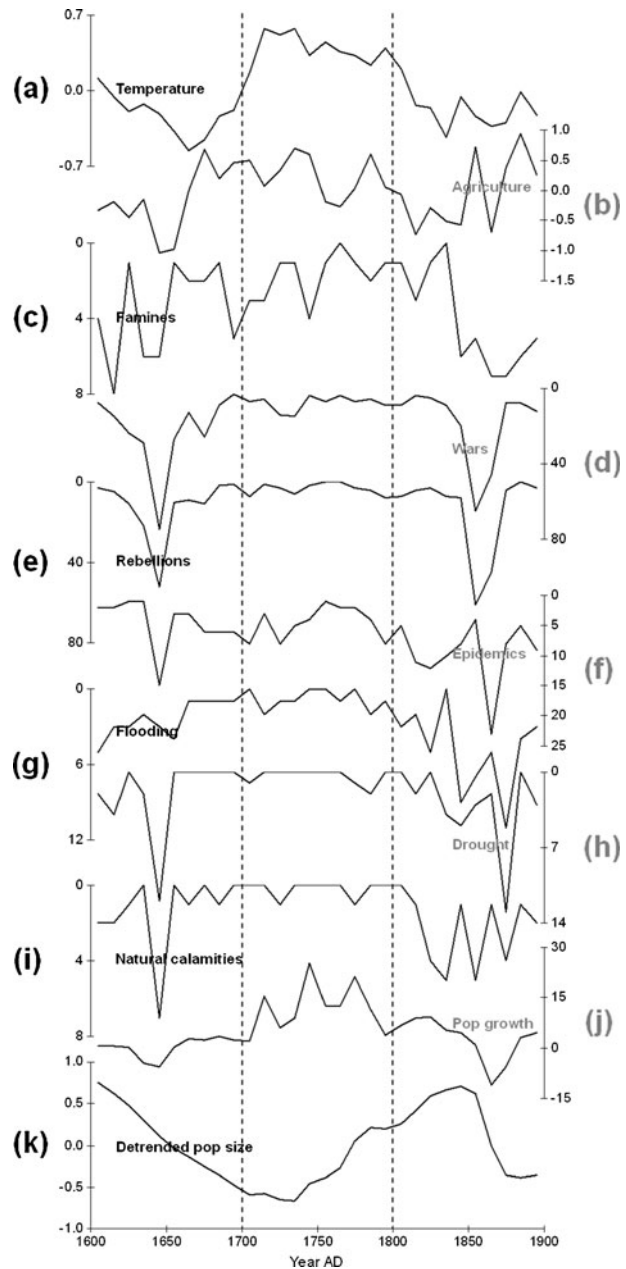 0.7
(a)
0.0
Temperature
-0.7
1.0
0.5
Agriculture
0.0
(b)
-0.5
-1.0
-1.5
0
(c)
4
Famines
8
0
Wars
(d)
40
80
0
(e)
40
Rebellions
80
0
5
Epidemics
10
(f)
15
20
25
0
Flooding
(g)
6
12
0
Drought
7
(h)
14
0
(i)
4
Natural calamities
8
30
15
Pop growth
(j)
0
-15
1.0
0.5
(k)
0.0
Detrended pop size
-0.5
-1.0
1600 1650 1700 1750 1800 1850 1900
Year AD